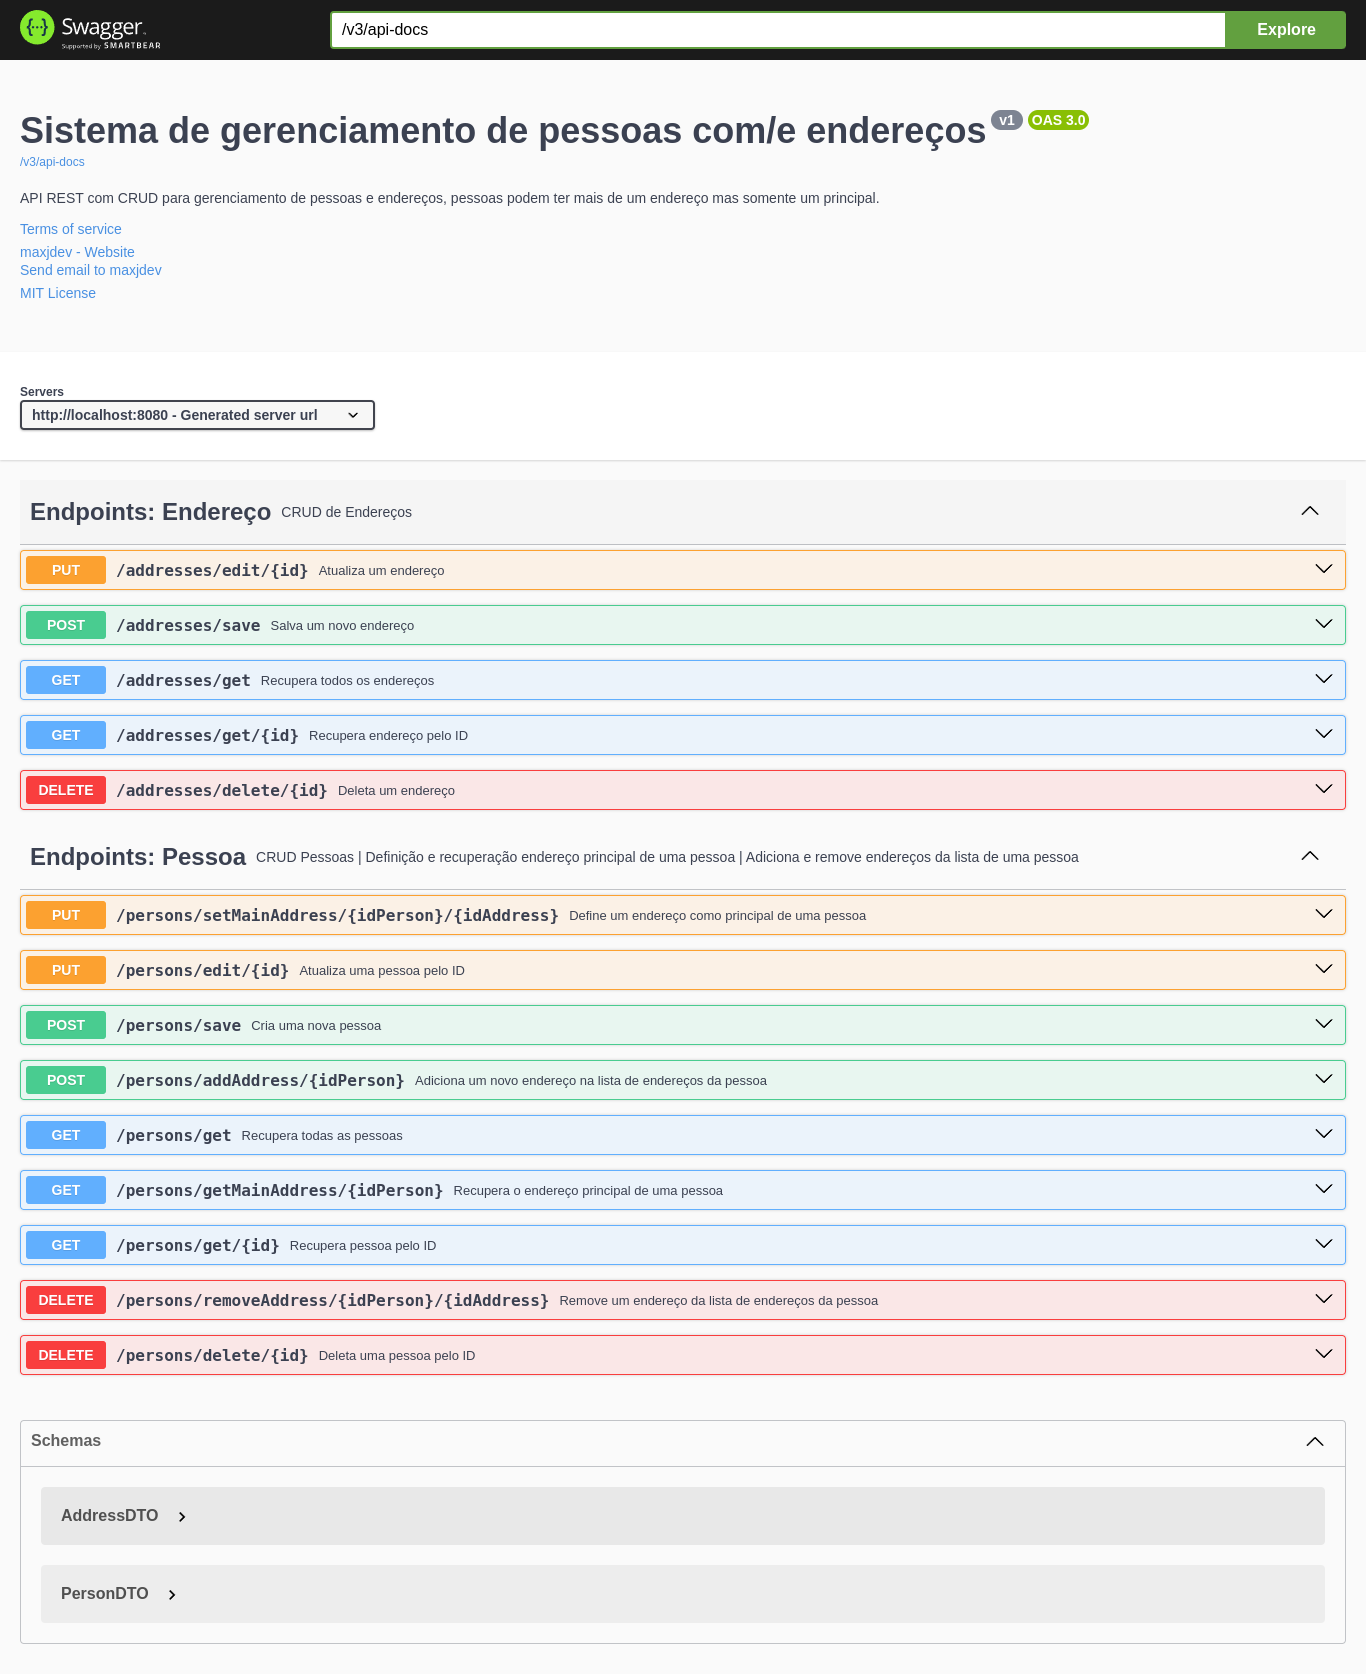 Swagger
Supported by SMARTBEAR
/v3/api-docs
Explore
Sistema de gerenciamento de pessoas com/e endereços v1 OAS 3.0
/v3/api-docs
API REST com CRUD para gerenciamento de pessoas e endereços, pessoas podem ter mais de um endereço mas somente um principal.
Terms of service
maxjdev - Website
Send email to maxjdev
MIT License
Servers
http://localhost:8080 - Generated server url
Endpoints: Endereço CRUD de Endereços
PUT /addresses/edit/{id} Atualiza um endereço
POST /addresses/save Salva um novo endereço
GET /addresses/get Recupera todos os endereços
GET /addresses/get/{id} Recupera endereço pelo ID
DELETE /addresses/delete/{id} Deleta um endereço
Endpoints: Pessoa CRUD Pessoas | Definição e recuperação endereço principal de uma pessoa | Adiciona e remove endereços da lista de uma pessoa
PUT /persons/setMainAddress/{idPerson}/{idAddress} Define um endereço como principal de uma pessoa
PUT /persons/edit/{id} Atualiza uma pessoa pelo ID
POST /persons/save Cria uma nova pessoa
POST /persons/addAddress/{idPerson} Adiciona um novo endereço na lista de endereços da pessoa
GET /persons/get Recupera todas as pessoas
GET /persons/getMainAddress/{idPerson} Recupera o endereço principal de uma pessoa
GET /persons/get/{id} Recupera pessoa pelo ID
DELETE /persons/removeAddress/{idPerson}/{idAddress} Remove um endereço da lista de endereços da pessoa
DELETE /persons/delete/{id} Deleta uma pessoa pelo ID
Schemas
AddressDTO
PersonDTO